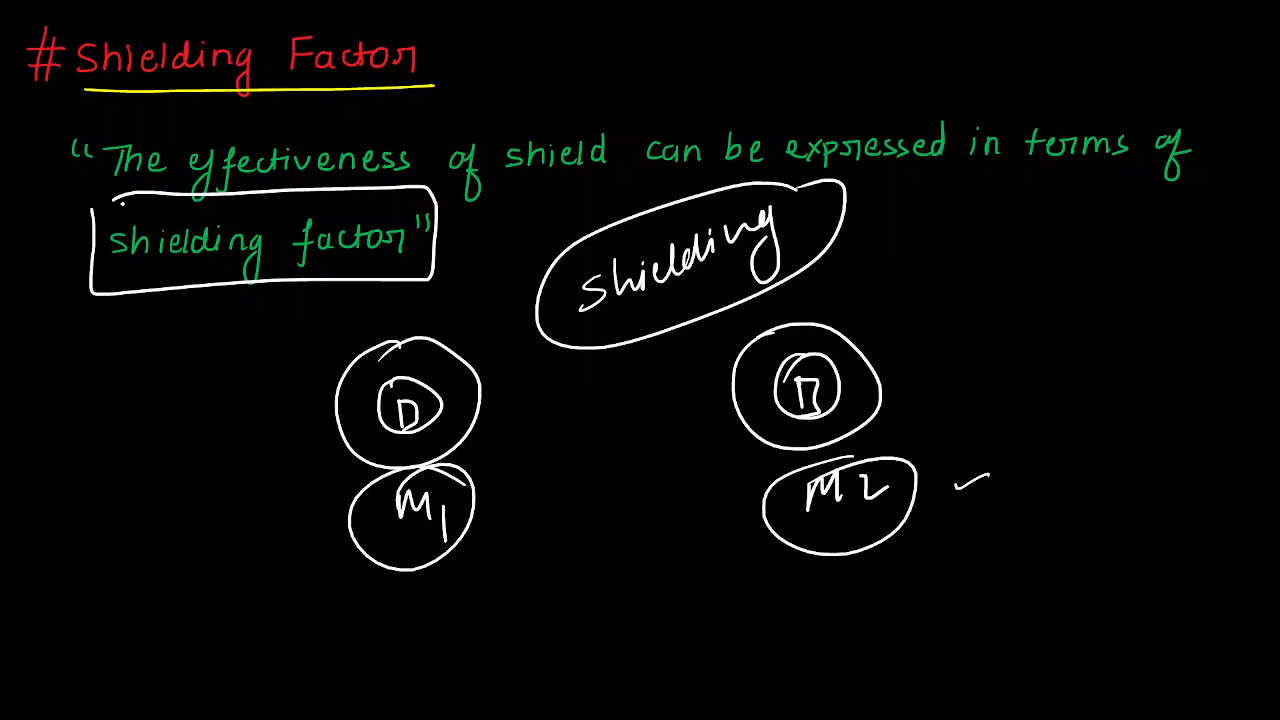 # Shielding Factor
"The effectiveness of shield can be expressed in terms of
shielding factor"
shielding
D
D
M1
M2